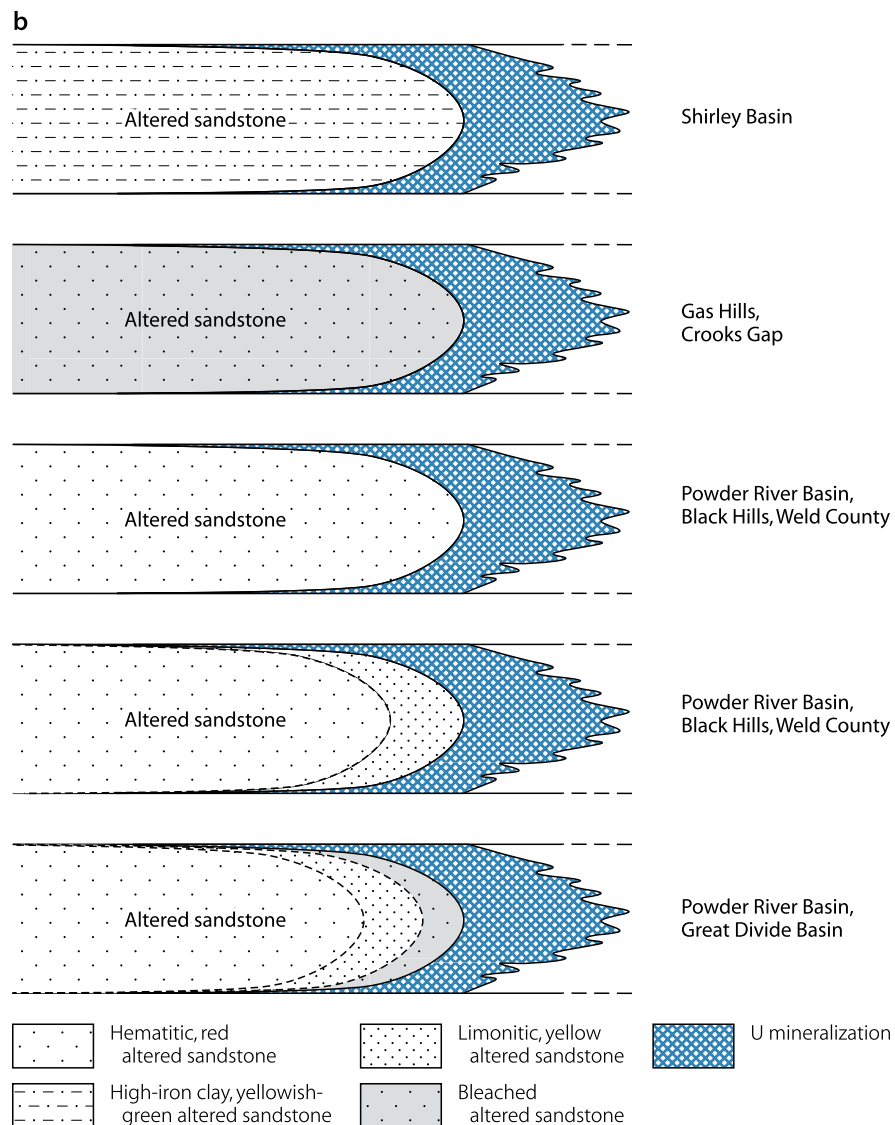 b
Altered sandstone
Shirley Basin
Altered sandstone
Gas Hills,
Crooks Gap
Altered sandstone
Powder River Basin,
Black Hills, Weld County
Altered sandstone
Powder River Basin,
Black Hills, Weld County
Altered sandstone
Powder River Basin,
Great Divide Basin
Hematitic, red
altered sandstone
Limonitic, yellow
altered sandstone
U mineralization
High-iron clay, yellowish-
green altered sandstone
Bleached
altered sandstone